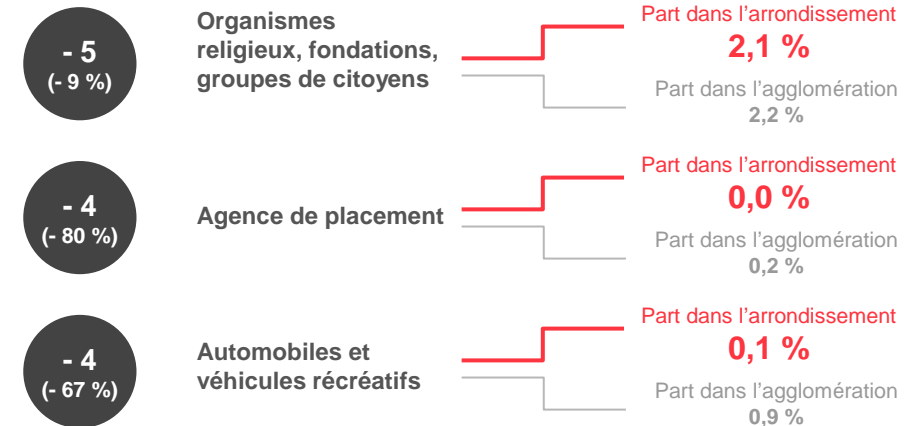 - 5
(- 9 %)
Organismes
religieux, fondations,
groupes de citoyens
Part dans l’arrondissement
2,1 %
Part dans l’agglomération
2,2 %
- 4
(- 80 %)
Agence de placement
Part dans l’arrondissement
0,0 %
Part dans l’agglomération
0,2 %
- 4
(- 67 %)
Automobiles et
véhicules récréatifs
Part dans l’arrondissement
0,1 %
Part dans l’agglomération
0,9 %